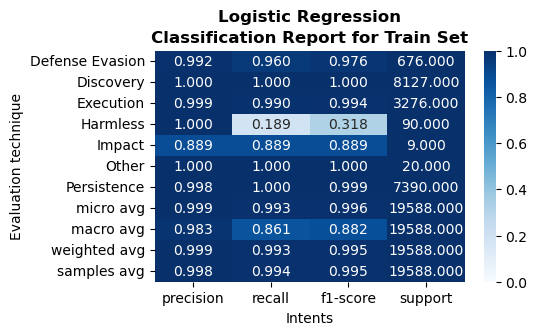 Logistic Regression
Classification Report for Train Set
Evaluation technique
Defense Evasion 0.992 0.960 0.976 676.000
Discovery 1.000 1.000 1.000 8127.000
Execution 0.999 0.990 0.994 3276.000
Harmless 1.000 0.189 0.318 90.000
Impact 0.889 0.889 0.889 9.000
Other 1.000 1.000 1.000 20.000
Persistence 0.998 1.000 0.999 7390.000
micro avg 0.999 0.993 0.996 19588.000
macro avg 0.983 0.861 0.882 19588.000
weighted avg 0.999 0.993 0.995 19588.000
samples avg 0.998 0.994 0.995 19588.000
precision recall f1-score support
Intents
1.0
0.8
0.6
0.4
0.2
0.0